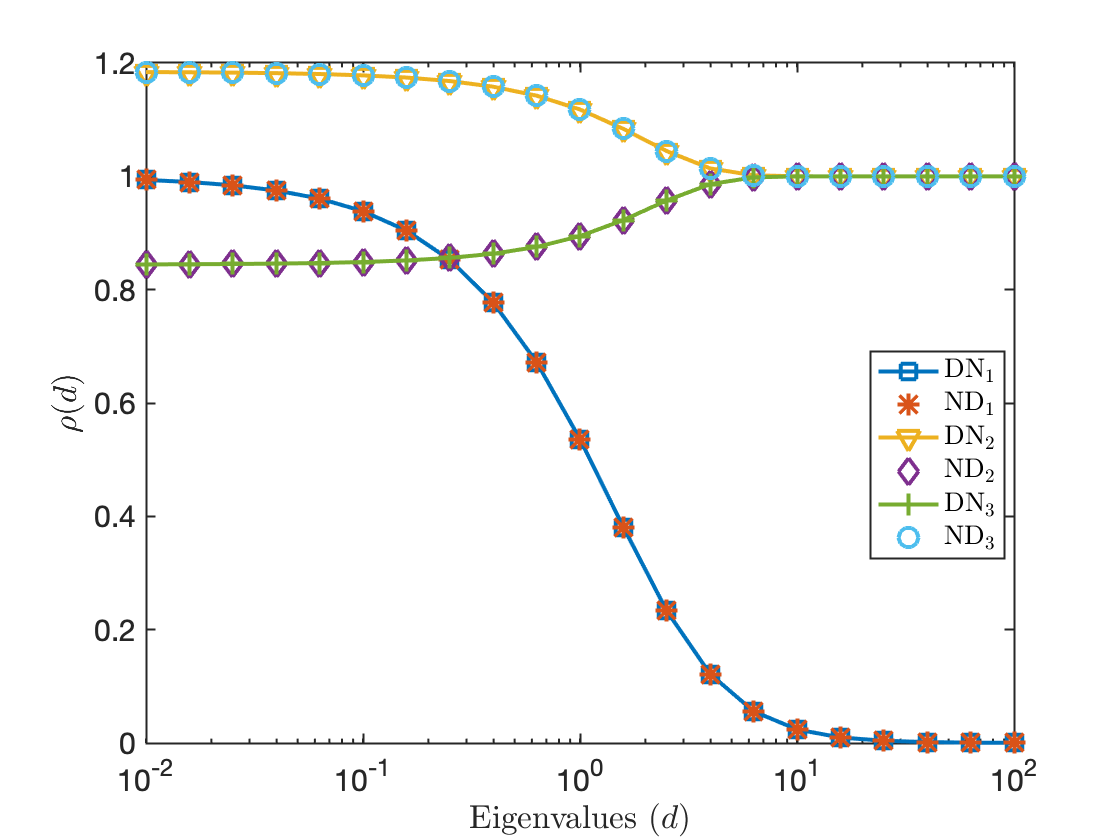 1.2
1
0.8
0.6
0.4
0.2
0
ρ(d)
DN₁
ND₁
DN₂
ND₂
DN₃
ND₃
10⁻² 10⁻¹ 10⁰ 10¹ 10²
Eigenvalues (d)